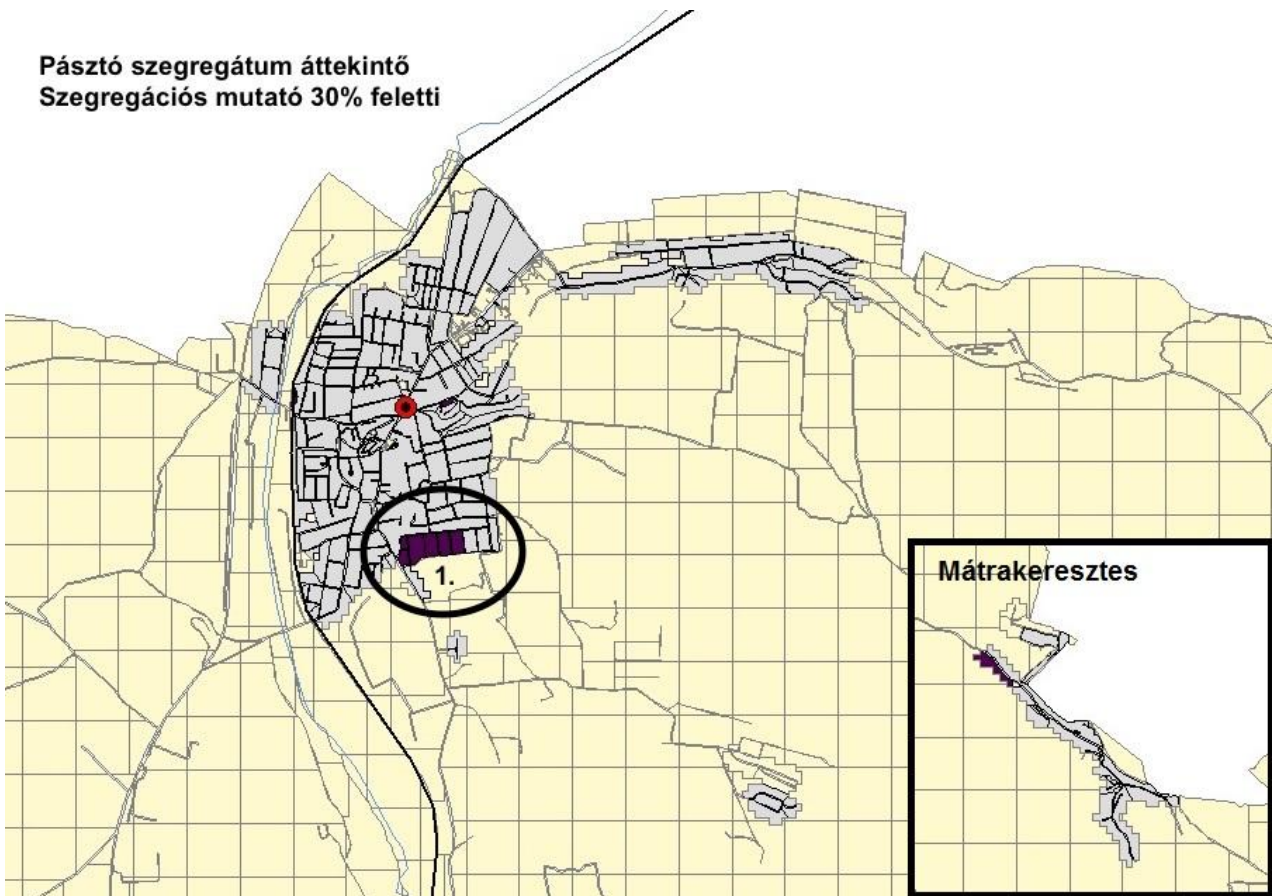 Pásztó szegregátum áttekintő
Szegregációs mutató 30% feletti
1.
Mátrakeresztes